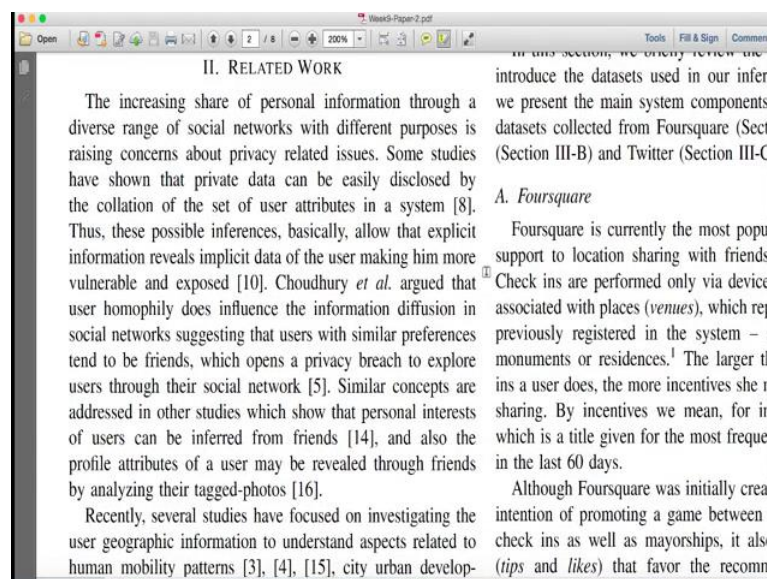 Week9-Paper-2.pdf
Open 2 / 8 200% Tools Fill & Sign Commen
II. RELATED WORK
The increasing share of personal information through a
diverse range of social networks with different purposes is
raising concerns about privacy related issues. Some studies
have shown that private data can be easily disclosed by
the collation of the set of user attributes in a system [8].
Thus, these possible inferences, basically, allow that explicit
information reveals implicit data of the user making him more
vulnerable and exposed [10]. Choudhury et al. argued that
user homophily does influence the information diffusion in
social networks suggesting that users with similar preferences
tend to be friends, which opens a privacy breach to explore
users through their social network [5]. Similar concepts are
addressed in other studies which show that personal interests
of users can be inferred from friends [14], and also the
profile attributes of a user may be revealed through friends
by analyzing their tagged-photos [16].
Recently, several studies have focused on investigating the
user geographic information to understand aspects related to
human mobility patterns [3], [4], [15], city urban develop-
In this section, we briefly review the
introduce the datasets used in our infer
we present the main system components
datasets collected from Foursquare (Sect
(Section III-B) and Twitter (Section III-C
A. Foursquare
Foursquare is currently the most popu
support to location sharing with friends
Check ins are performed only via device
associated with places (venues), which rep
previously registered in the system –
monuments or residences.1 The larger th
ins a user does, the more incentives she r
sharing. By incentives we mean, for in
which is a title given for the most freque
in the last 60 days.
Although Foursquare was initially crea
intention of promoting a game between
check ins as well as mayorships, it also
(tips and likes) that favor the recomm